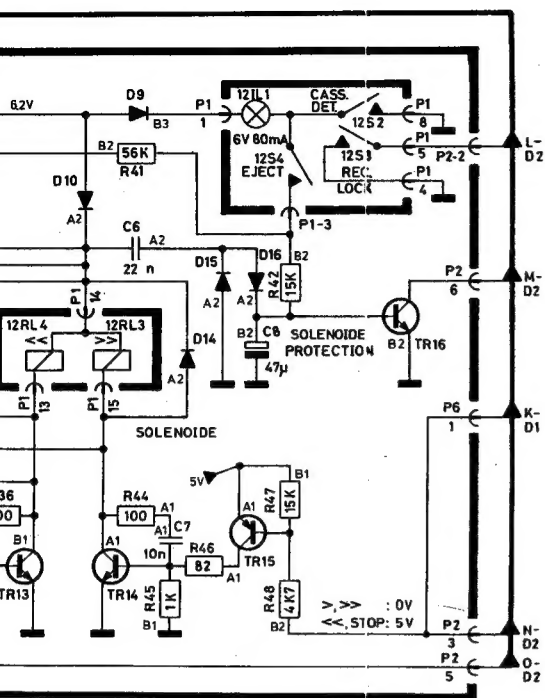 D9
12IL1
CASS.
DET.
6,2V
P1
1
B3
12S2
P1
8
6V 80mA
P1
5
P2-2
L-
D2
B2
56K
R41
12S4
EJECT
12S1
REC.
LOCK
P1
4
D10
A2
P1-3
C6
A2
22 n
D15
A2
D16
A2
B2
R42
15K
P2
6
M-
D2
P1
14
12RL4
12RL3
A
A
V
V
D14
A2
B2
C8
47µ
SOLENOIDE
PROTECTION
B2
TR16
P1
13
P1
15
P6
1
K-
D1
SOLENOIDE
5V
B1
R47
15K
R44
100
A1
A1
C7
10n
A1
TR15
R46
82
A1
B1
TR13
A1
TR14
R45
1K
B1
R48
4K7
B2
>,>> : 0V
<<,STOP: 5V
P2
3
N-
D2
P2
5
O-
D2